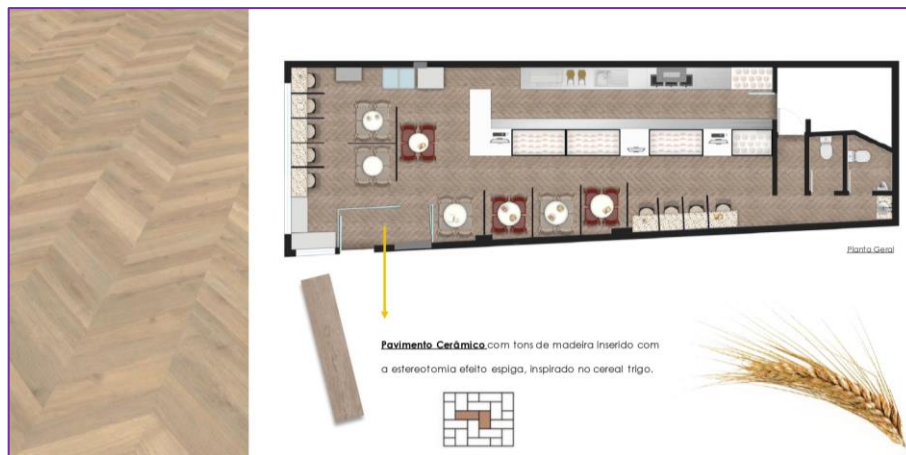 Planta Geral
Pavimento Cerâmico com tons de madeira inserido com
a estereotomia efeito espiga, inspirado no cereal trigo.